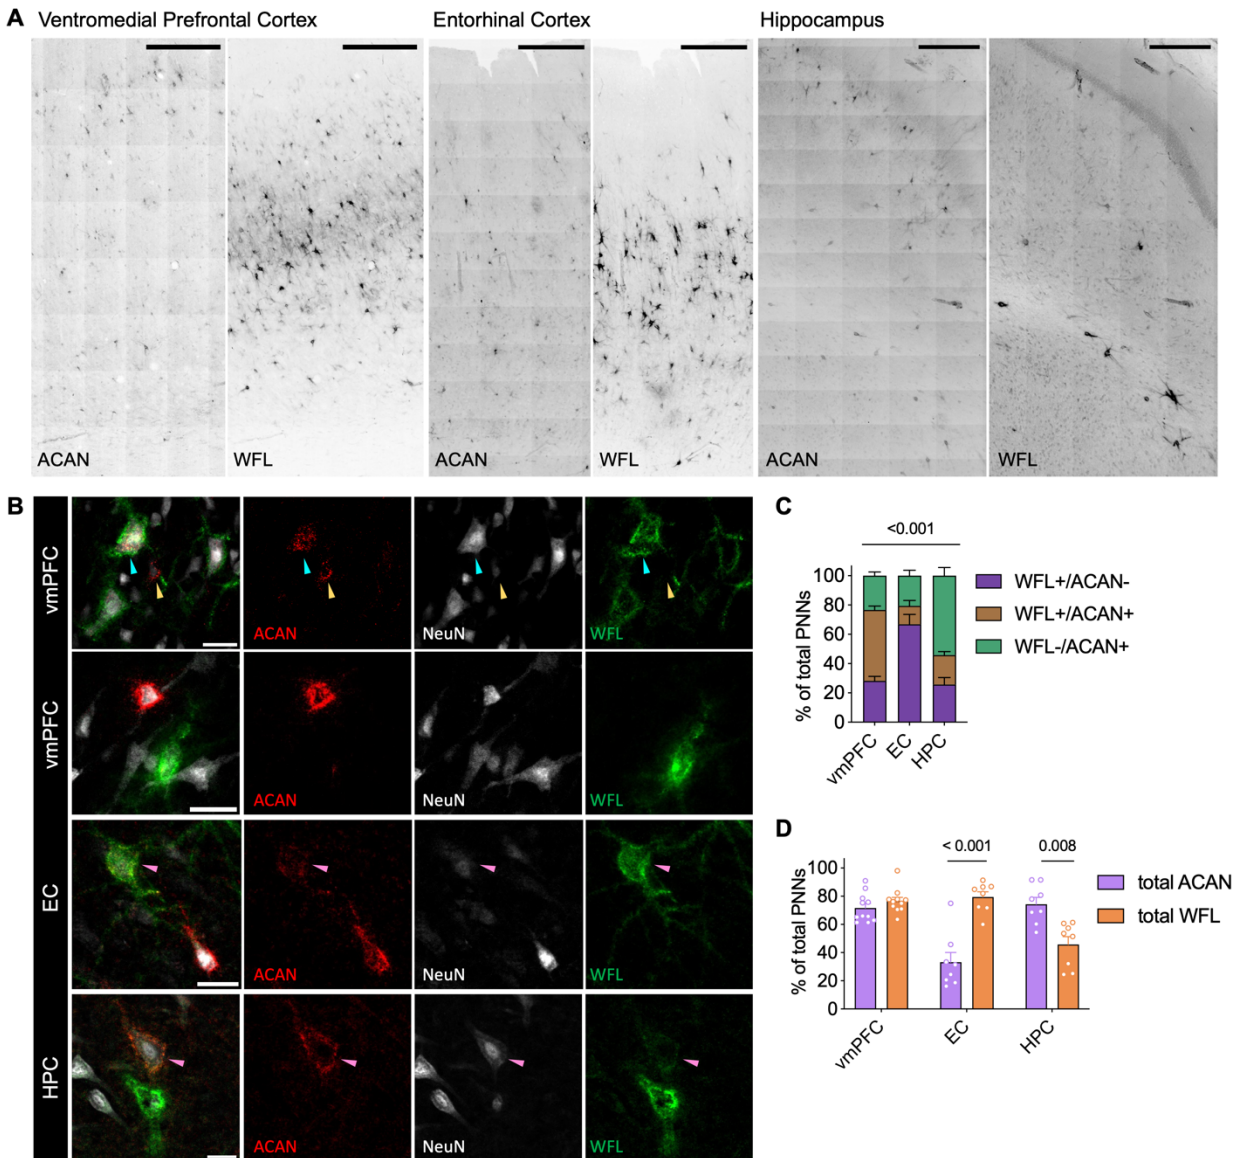 A
Ventromedial Prefrontal Cortex
Entorhinal Cortex
Hippocampus
ACAN
WFL
ACAN
WFL
ACAN
WFL
B
vmPFC
ACAN
NeuN
WFL
vmPFC
ACAN
NeuN
WFL
EC
ACAN
NeuN
WFL
HPC
ACAN
NeuN
WFL
C
<0.001
% of total PNNs
100
80
60
40
20
0
vmPFC
EC
HPC
WFL+/ACAN-
WFL+/ACAN+
WFL-/ACAN+
D
< 0.001
0.008
% of total PNNs
100
80
60
40
20
0
vmPFC
EC
HPC
total ACAN
total WFL